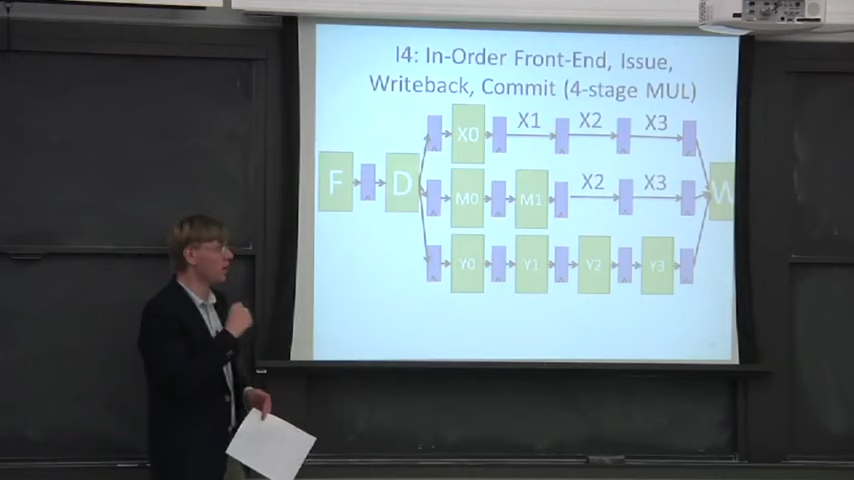 I4: In-Order Front-End, Issue,
Writeback, Commit (4-stage MUL)
X0 X1 X2 X3
F D M0 M1 X2 X3 W
Y0 Y1 Y2 Y3